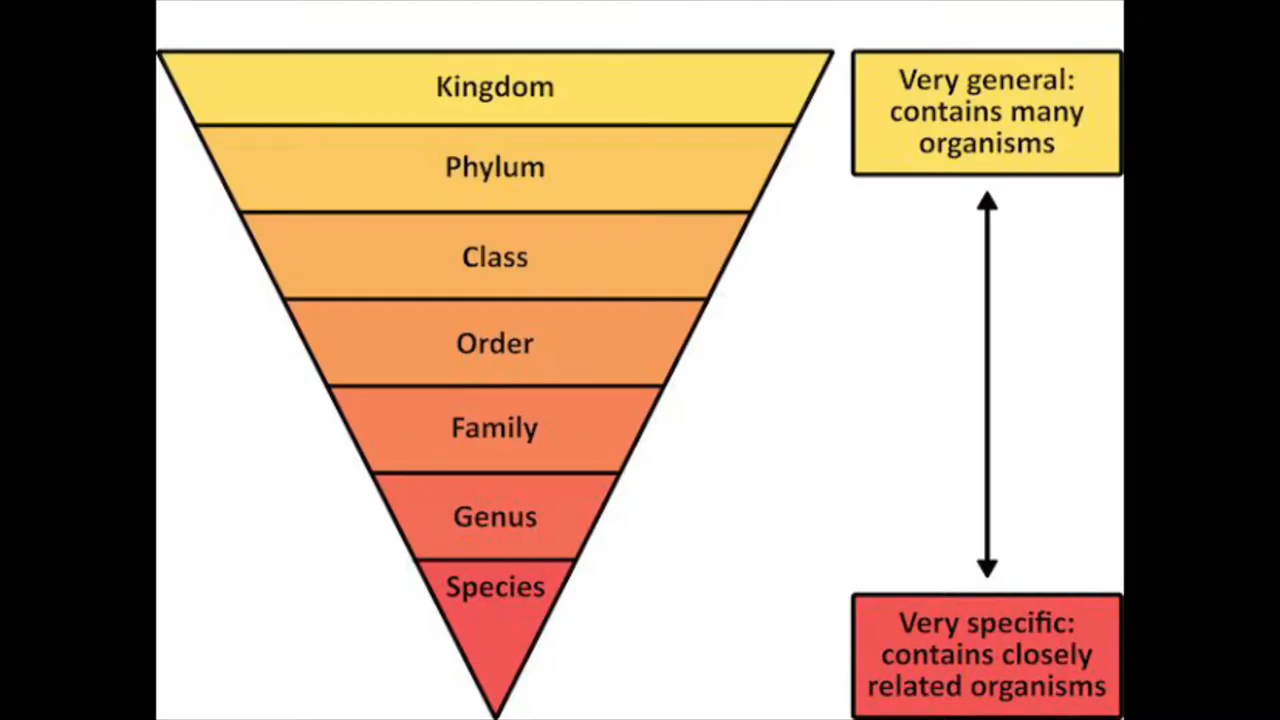 Kingdom
Phylum
Class
Order
Family
Genus
Species
Very general:
contains many
organisms
Very specific:
contains closely
related organisms